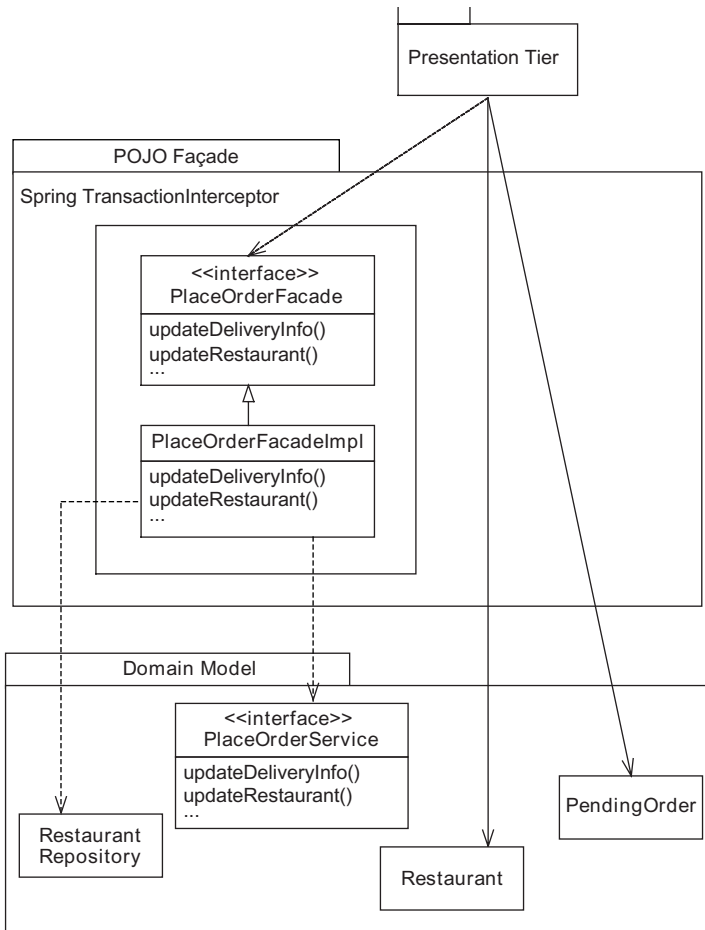 Presentation Tier
POJO Façade
Spring TransactionInterceptor
<<interface>>
PlaceOrderFacade
updateDeliveryInfo()
updateRestaurant()
...
PlaceOrderFacadeImpl
updateDeliveryInfo()
updateRestaurant()
...
Domain Model
<<interface>>
PlaceOrderService
updateDeliveryInfo()
updateRestaurant()
...
PendingOrder
Restaurant
Repository
Restaurant